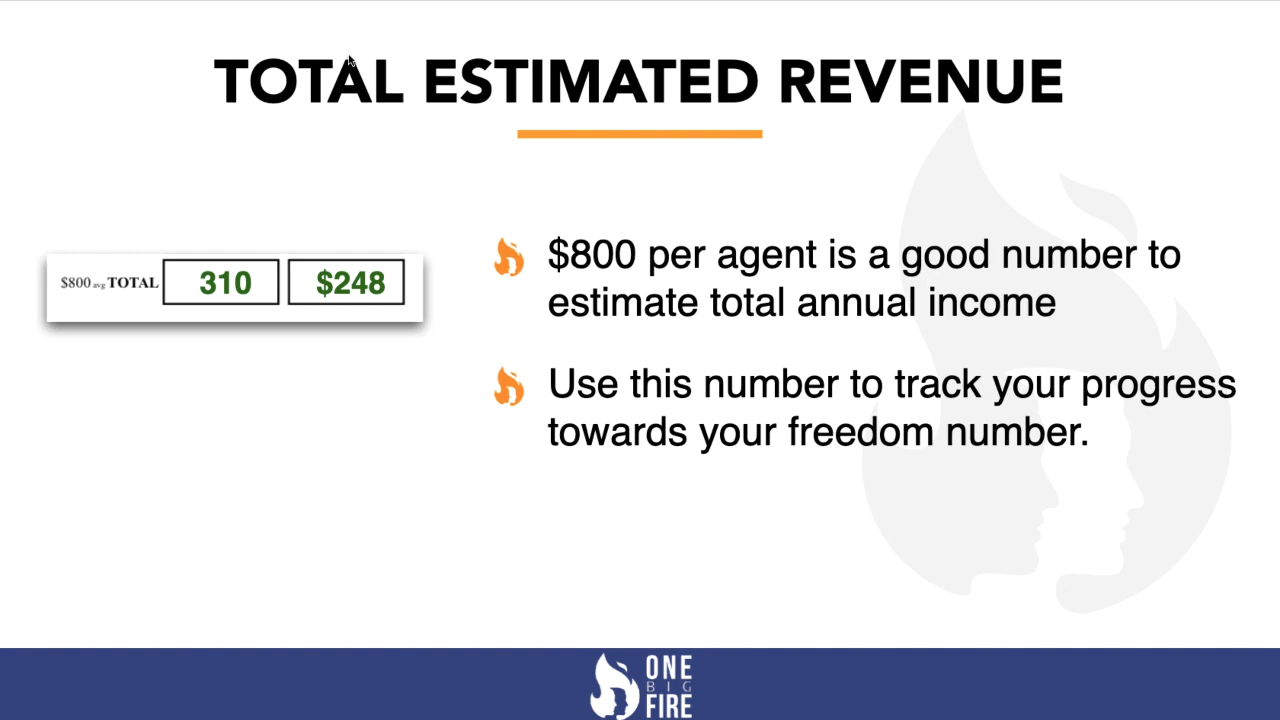 TOTAL ESTIMATED REVENUE
$800 avg TOTAL 310 $248
$800 per agent is a good number to
estimate total annual income
Use this number to track your progress
towards your freedom number.
ONE
BIG
FIRE